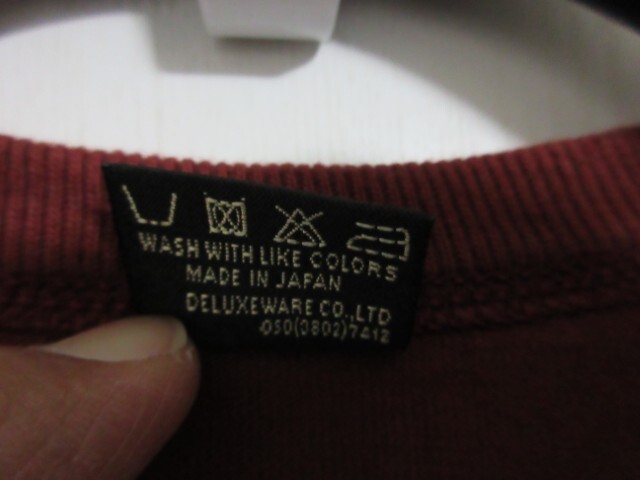 WASH WITH LIKE COLORS
MADE IN JAPAN
DELUXEWARE CO.,LTD
050(0802)7412